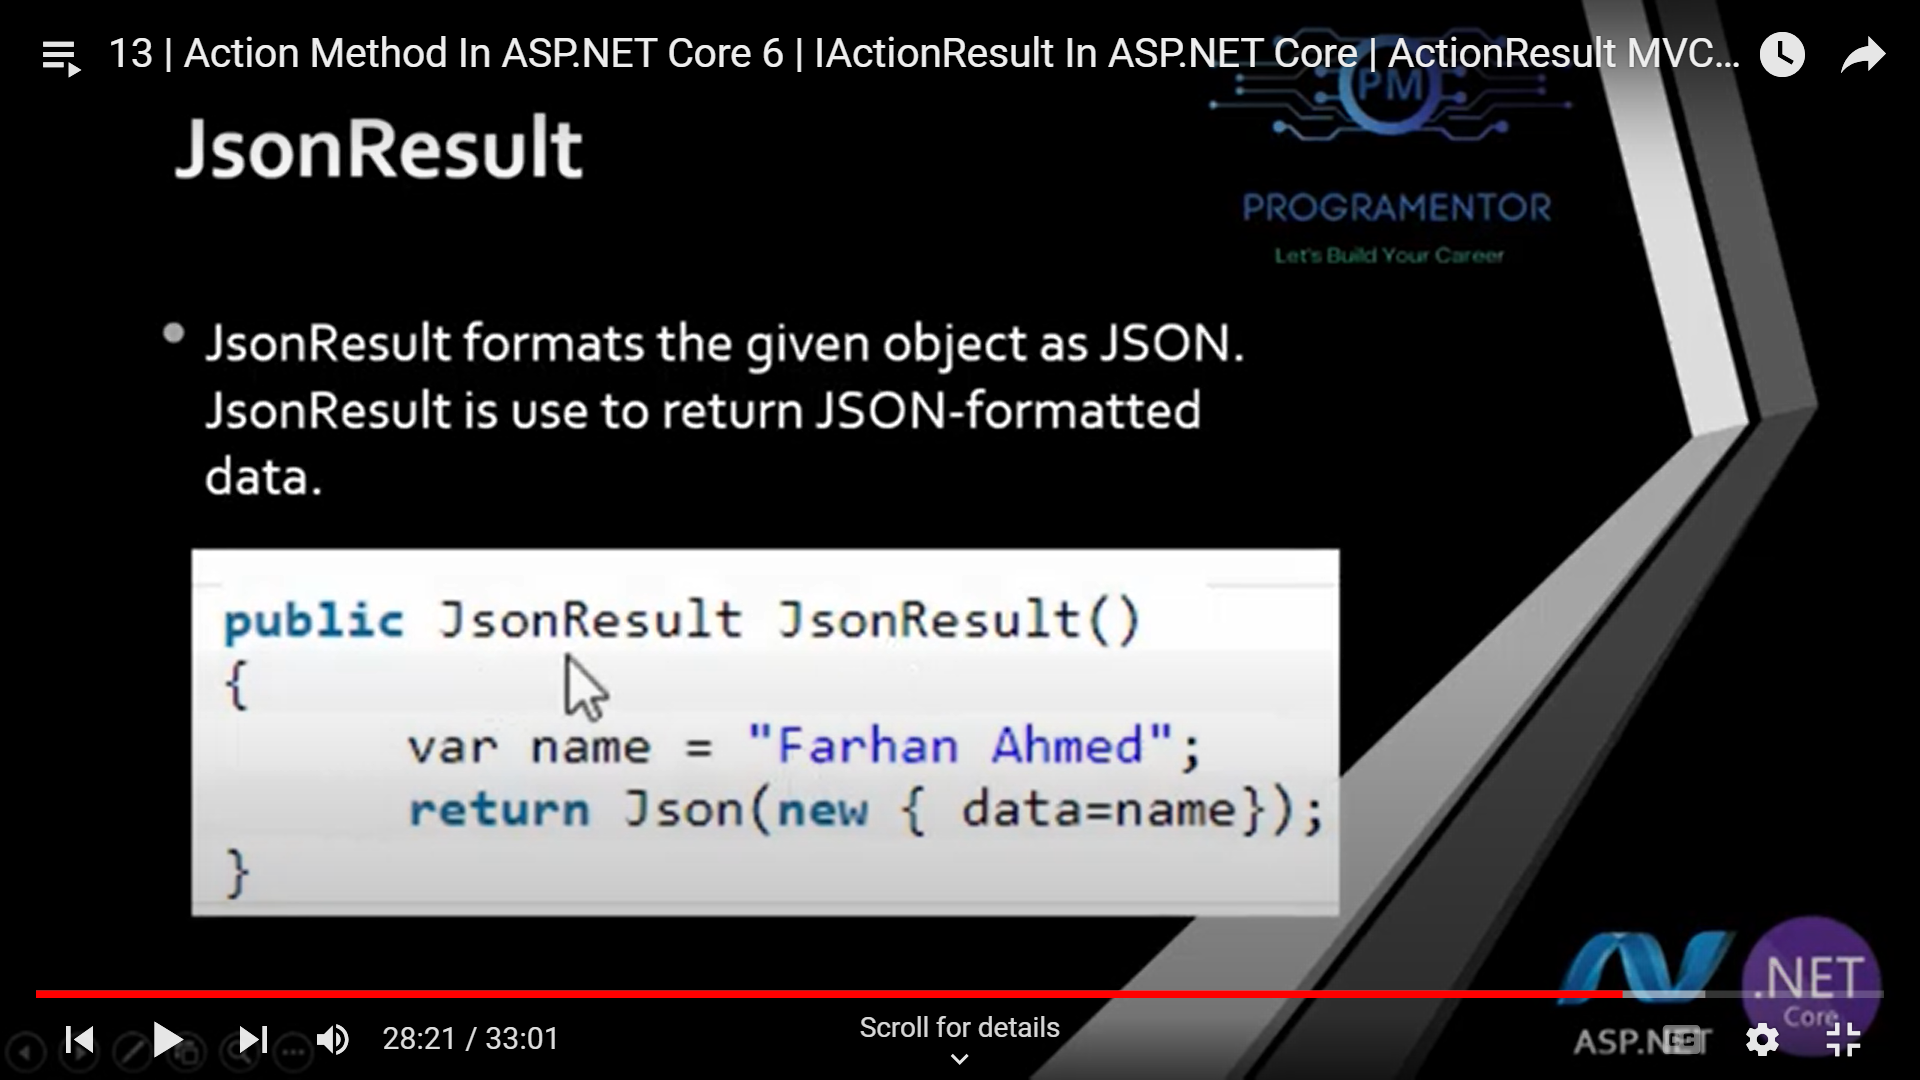 13 | Action Method In ASP.NET Core 6 | IActionResult In ASP.NET Core | ActionResult MVC...
PM
JsonResult
PROGRAMENTOR
Let's Build Your Career
JsonResult formats the given object as JSON.
JsonResult is use to return JSON-formatted
data.
public JsonResult JsonResult()
{
var name = "Farhan Ahmed";
return Json(new { data=name});
}
.NET
Core
28:21 / 33:01
Scroll for details
ASP.NET